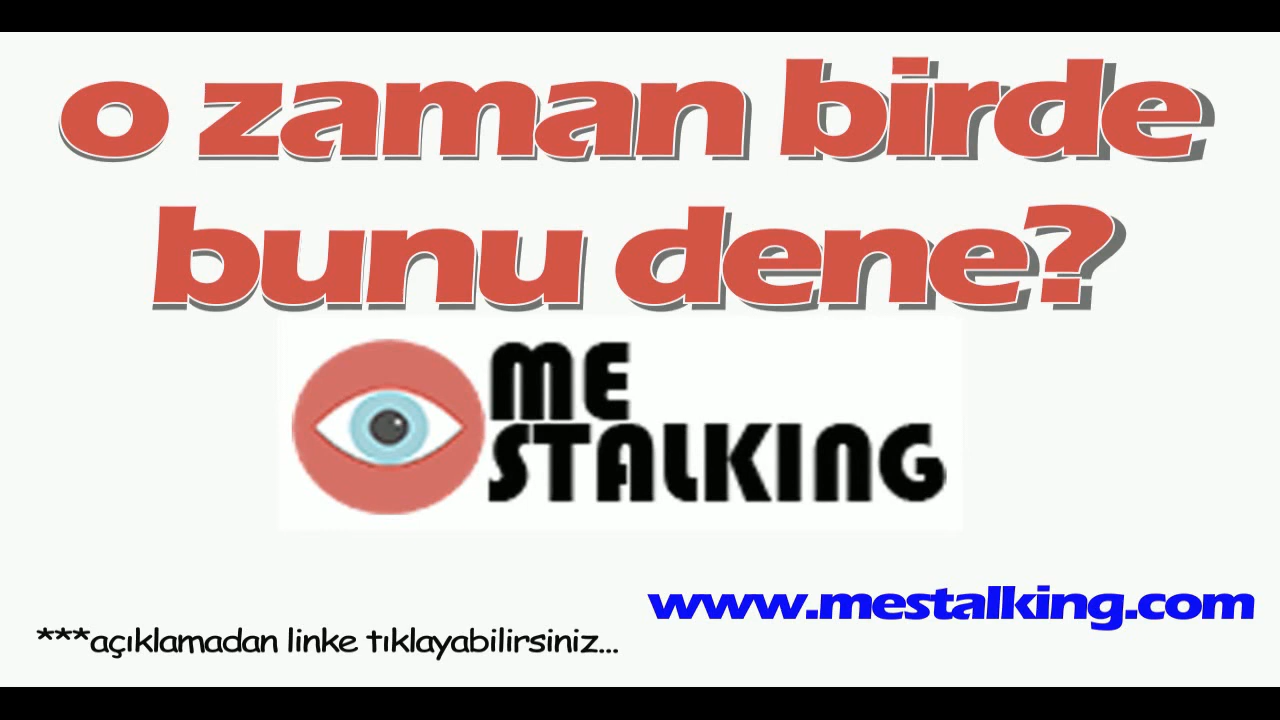 o zaman birde
bunu dene?
ME
STALKING
www.mestalking.com
***açıklamadan linke tıklayabilirsiniz...